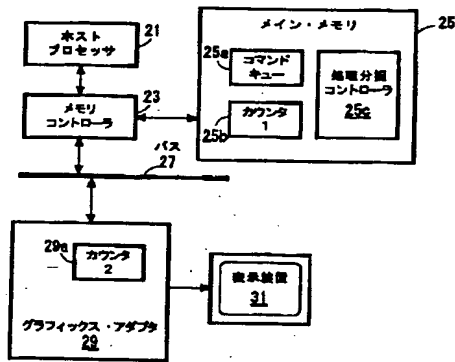 ホスト
プロセッサ
21
メモリ
コントローラ
23
メイン・メモリ
25
25a
コマンド
キュー
25b
カウンタ
1
処理分配
コントローラ
25c
バス
27
29a
カウンタ
2
グラフィックス・アダプタ
29
表示装置
31